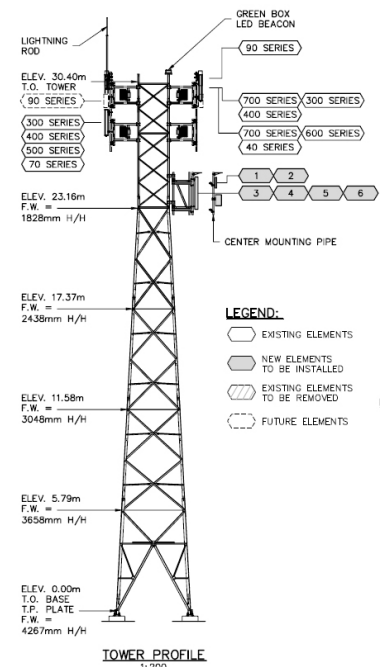 GREEN BOX
LED BEACON
LIGHTNING
ROD
90 SERIES
ELEV. 30.40m
T.O. TOWER
90 SERIES
700 SERIES 300 SERIES
400 SERIES
300 SERIES
400 SERIES
500 SERIES
70 SERIES
700 SERIES 600 SERIES
40 SERIES
1 2
3 4 5 6
ELEV. 23.16m
F.W. =
1828mm H/H
CENTER MOUNTING PIPE
ELEV. 17.37m
F.W. =
2438mm H/H
LEGEND:
EXISTING ELEMENTS
NEW ELEMENTS
TO BE INSTALLED
EXISTING ELEMENTS
TO BE REMOVED
FUTURE ELEMENTS
ELEV. 11.58m
F.W. =
3048mm H/H
ELEV. 5.79m
F.W. =
3658mm H/H
ELEV. 0.00m
T.O. BASE
T.P. PLATE
F.W. =
4267mm H/H
TOWER PROFILE
1:200